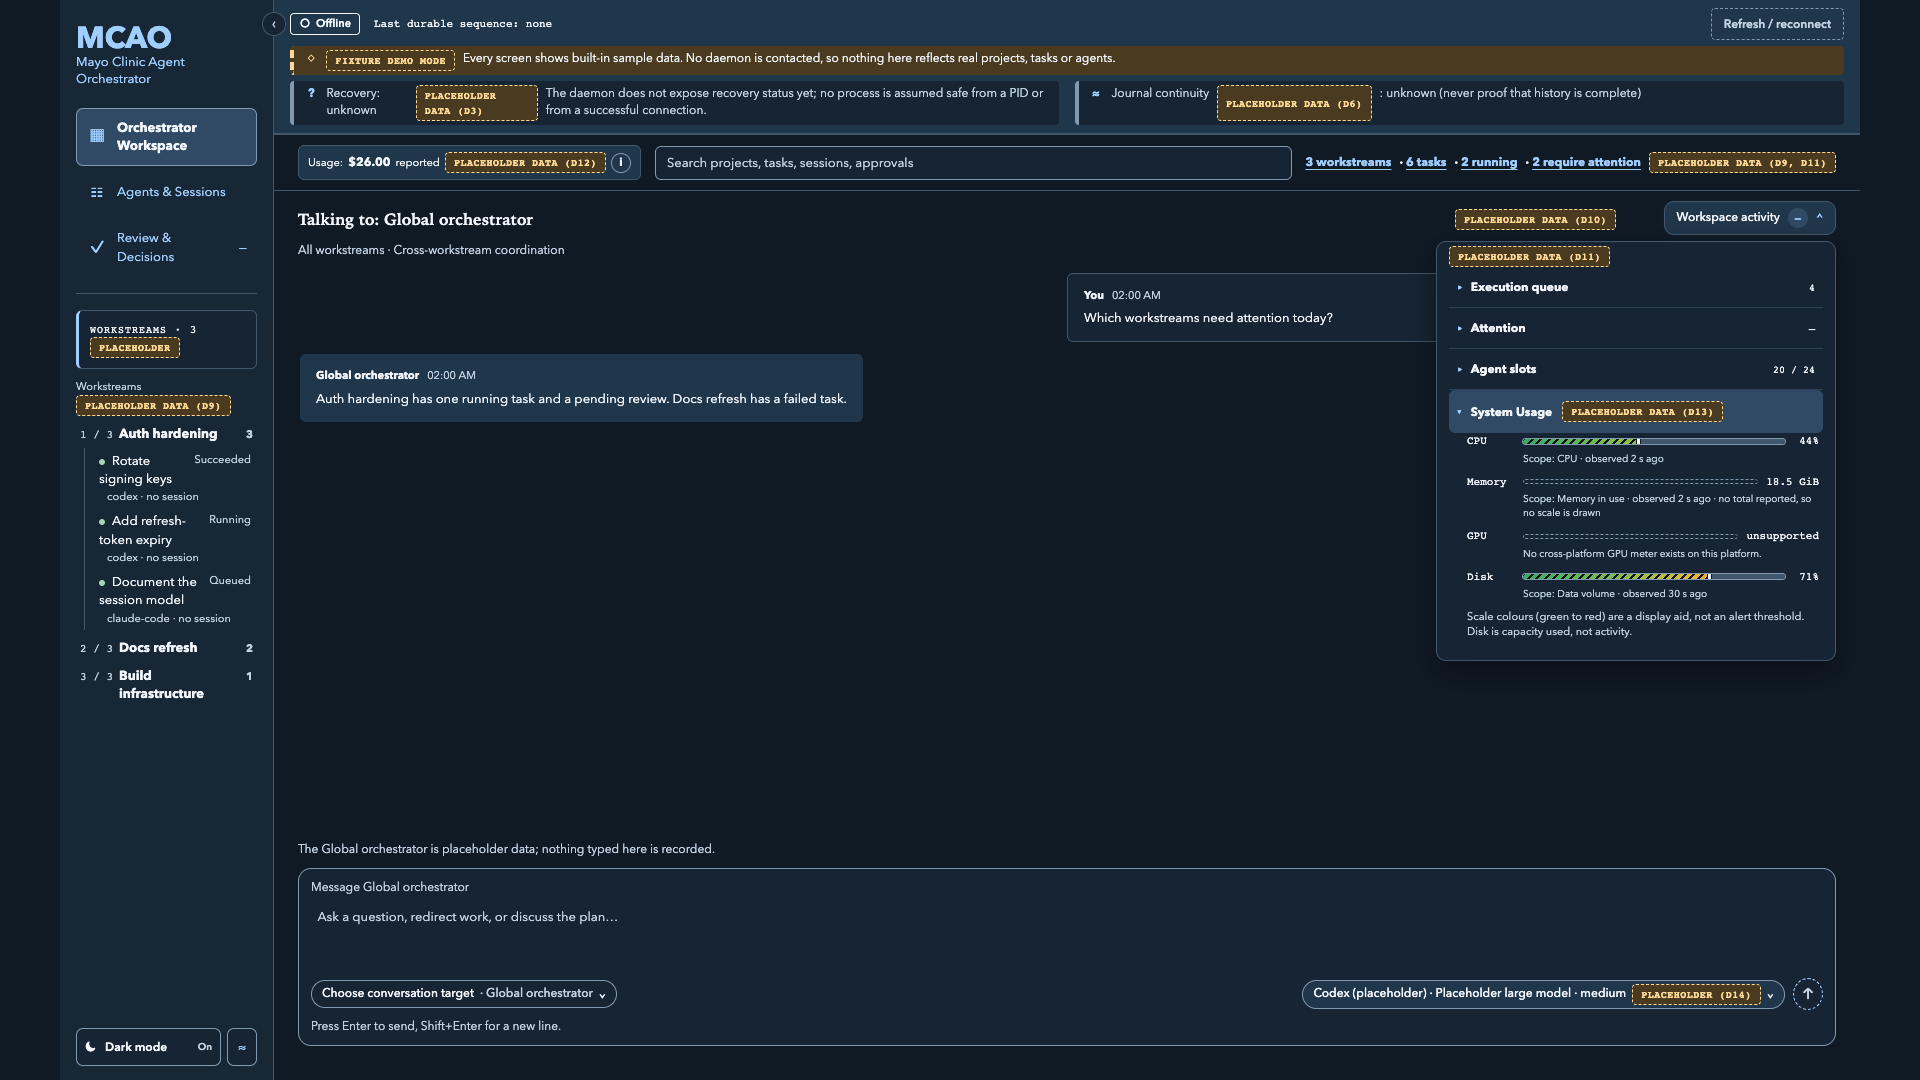 MCAO
Mayo Clinic Agent
Orchestrator
Orchestrator
Workspace
Agents & Sessions
Review &
Decisions –
WORKSTREAMS · 3
PLACEHOLDER
Workstreams
PLACEHOLDER DATA (D9)
1 / 3 Auth hardening 3
Rotate Succeeded
signing keys
codex · no session
Add refresh- Running
token expiry
codex · no session
Document the Queued
session model
claude-code · no session
2 / 3 Docs refresh 2
3 / 3 Build 1
infrastructure
Dark mode On ≈
Offline Last durable sequence: none Refresh / reconnect
FIXTURE DEMO MODE Every screen shows built-in sample data. No daemon is contacted, so nothing here reflects real projects, tasks or agents.
? Recovery:
unknown
PLACEHOLDER
DATA (D3)
The daemon does not expose recovery status yet; no process is assumed safe from a PID or
from a successful connection.
≈ Journal continuity PLACEHOLDER DATA (D6) : unknown (never proof that history is complete)
Usage: $26.00 reported PLACEHOLDER DATA (D12) i
Search projects, tasks, sessions, approvals
3 workstreams · 6 tasks · 2 running · 2 require attention PLACEHOLDER DATA (D9, D11)
Talking to: Global orchestrator
All workstreams · Cross-workstream coordination
PLACEHOLDER DATA (D10)
Workspace activity –
You 02:00 AM
Which workstreams need attention today?
Global orchestrator 02:00 AM
Auth hardening has one running task and a pending review. Docs refresh has a failed task.
PLACEHOLDER DATA (D11)
Execution queue 4
Attention –
Agent slots 20 / 24
System Usage PLACEHOLDER DATA (D13)
CPU 44%
Scope: CPU · observed 2 s ago
Memory 18.5 GiB
Scope: Memory in use · observed 2 s ago · no total reported, so
no scale is drawn
GPU unsupported
No cross-platform GPU meter exists on this platform.
Disk 71%
Scope: Data volume · observed 30 s ago
Scale colours (green to red) are a display aid, not an alert threshold.
Disk is capacity used, not activity.
The Global orchestrator is placeholder data; nothing typed here is recorded.
Message Global orchestrator
Ask a question, redirect work, or discuss the plan…
Choose conversation target · Global orchestrator
Codex (placeholder) · Placeholder large model · medium PLACEHOLDER (D14)
Press Enter to send, Shift+Enter for a new line.